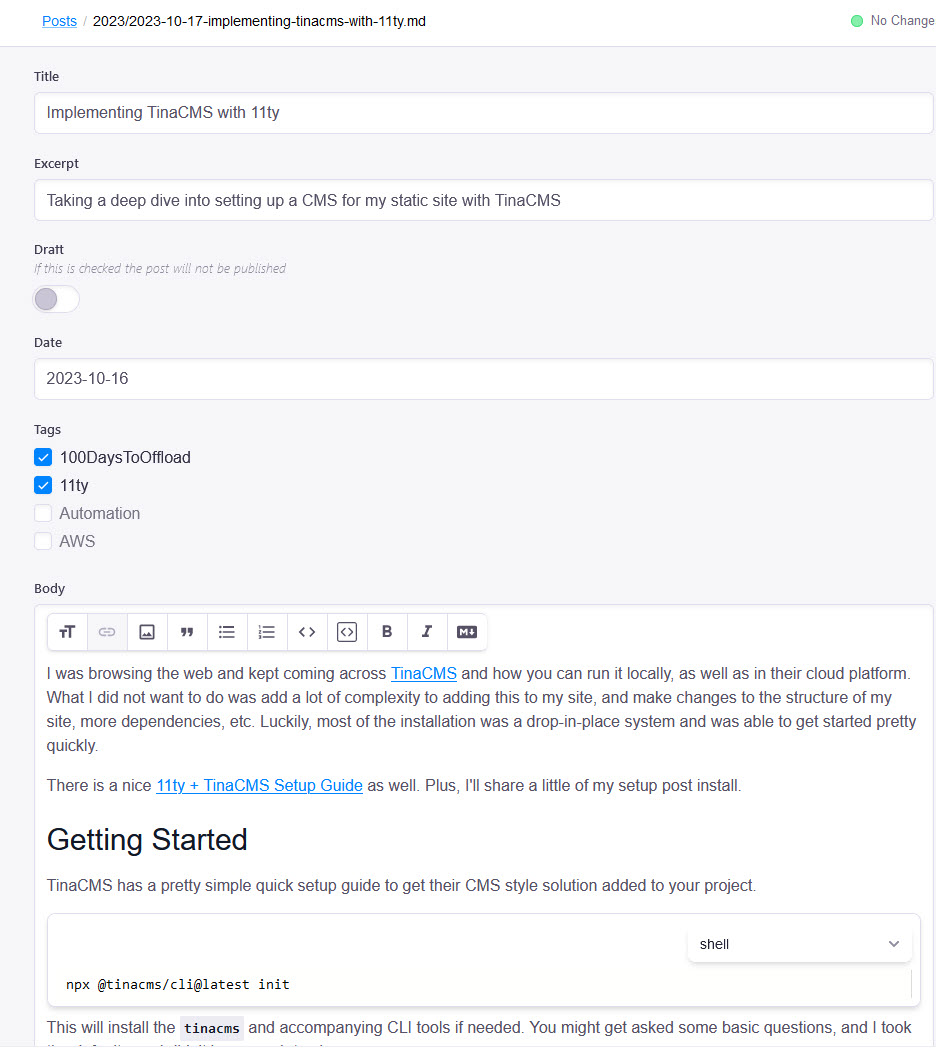 Posts / 2023/2023-10-17-implementing-tinacms-with-11ty.md
No Change
Title
Implementing TinaCMS with 11ty
Excerpt
Taking a deep dive into setting up a CMS for my static site with TinaCMS
Draft
If this is checked the post will not be published
Date
2023-10-16
Tags
100DaysToOffload
11ty
Automation
AWS
Body
I was browsing the web and kept coming across TinaCMS and how you can run it locally, as well as in their cloud platform.
What I did not want to do was add a lot of complexity to adding this to my site, and make changes to the structure of my
site, more dependencies, etc. Luckily, most of the installation was a drop-in-place system and was able to get started pretty
quickly.
There is a nice 11ty + TinaCMS Setup Guide as well. Plus, I'll share a little of my setup post install.
Getting Started
TinaCMS has a pretty simple quick setup guide to get their CMS style solution added to your project.
shell
npx @tinacms/cli@latest init
This will install the tinacms and accompanying CLI tools if needed. You might get asked some basic questions, and I took